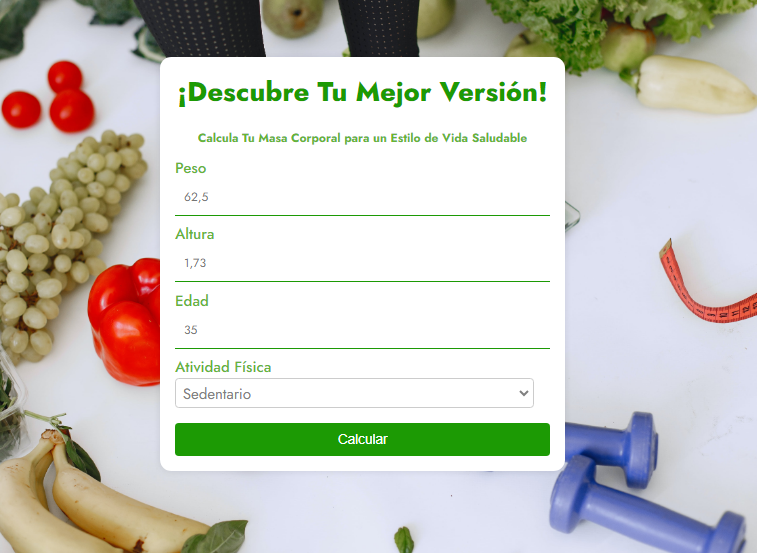 ¡Descubre Tu Mejor Versión!
Calcula Tu Masa Corporal para un Estilo de Vida Saludable
Peso
62,5
Altura
1,73
Edad
35
Atividad Física
Sedentario
Calcular